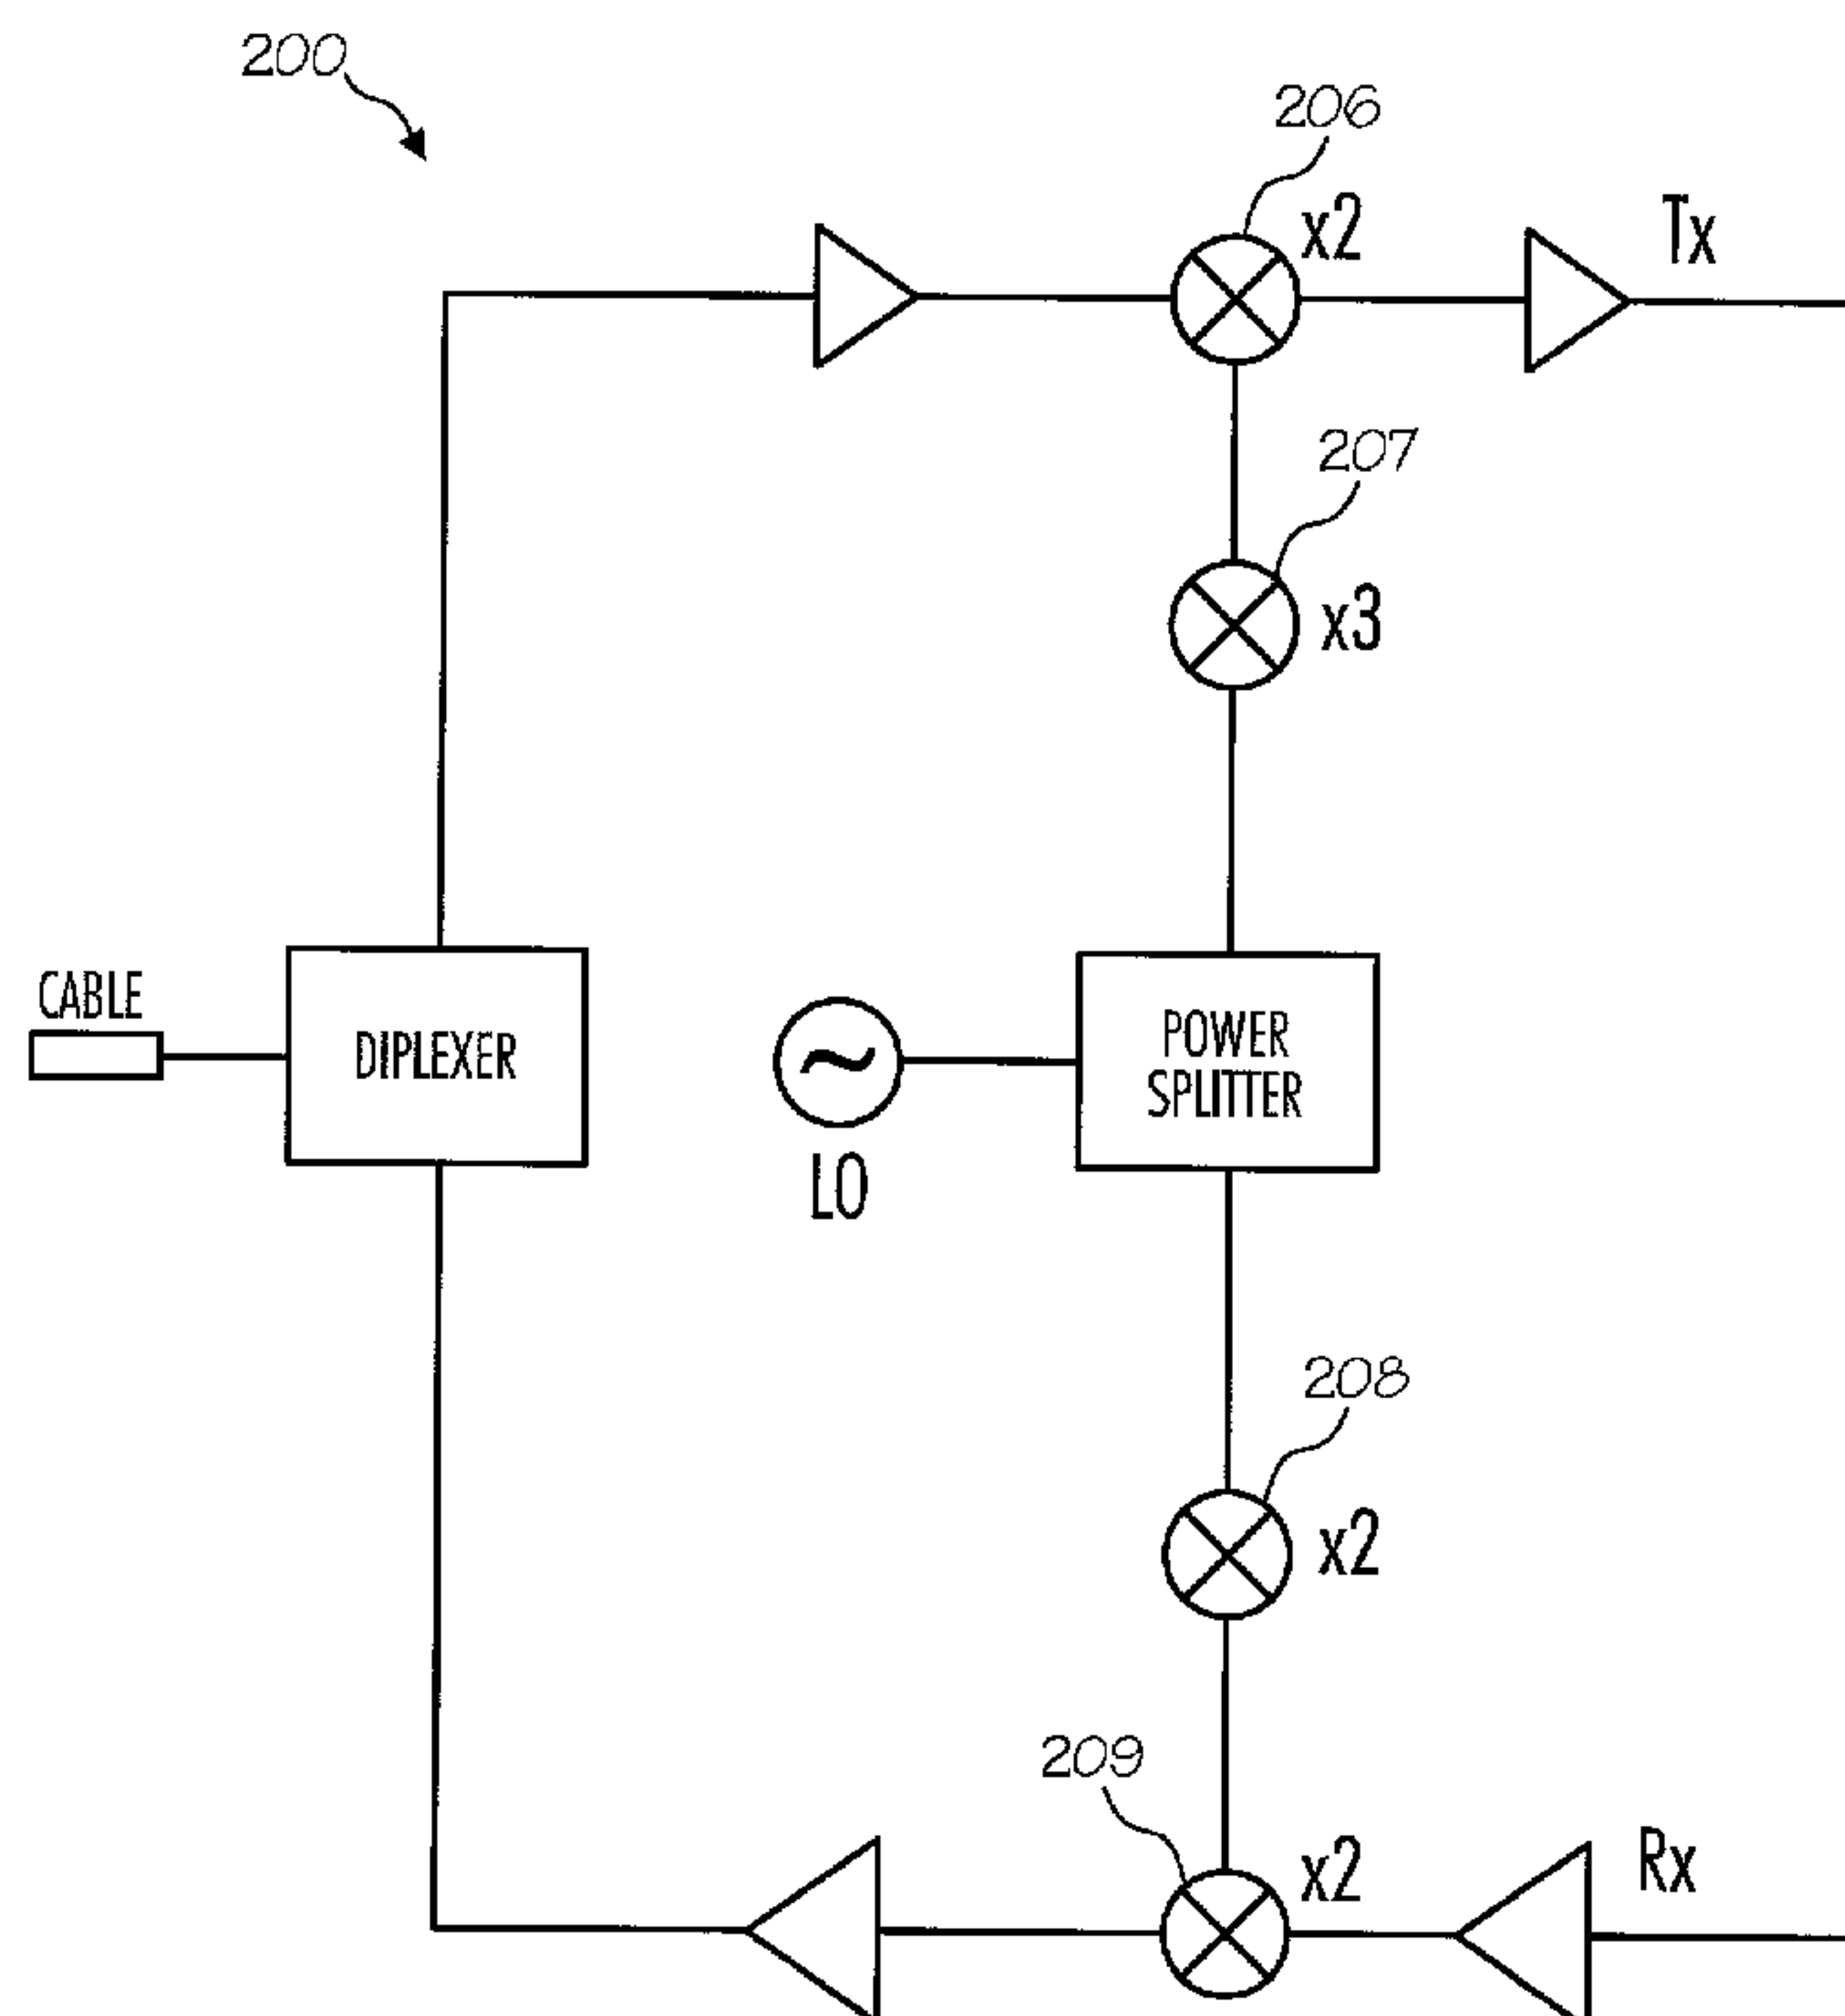 200
206
x2
Tx
207
x3
CABLE
DIPLEXER
POWER
SPLITTER
LO
208
x2
209
x2
Rx